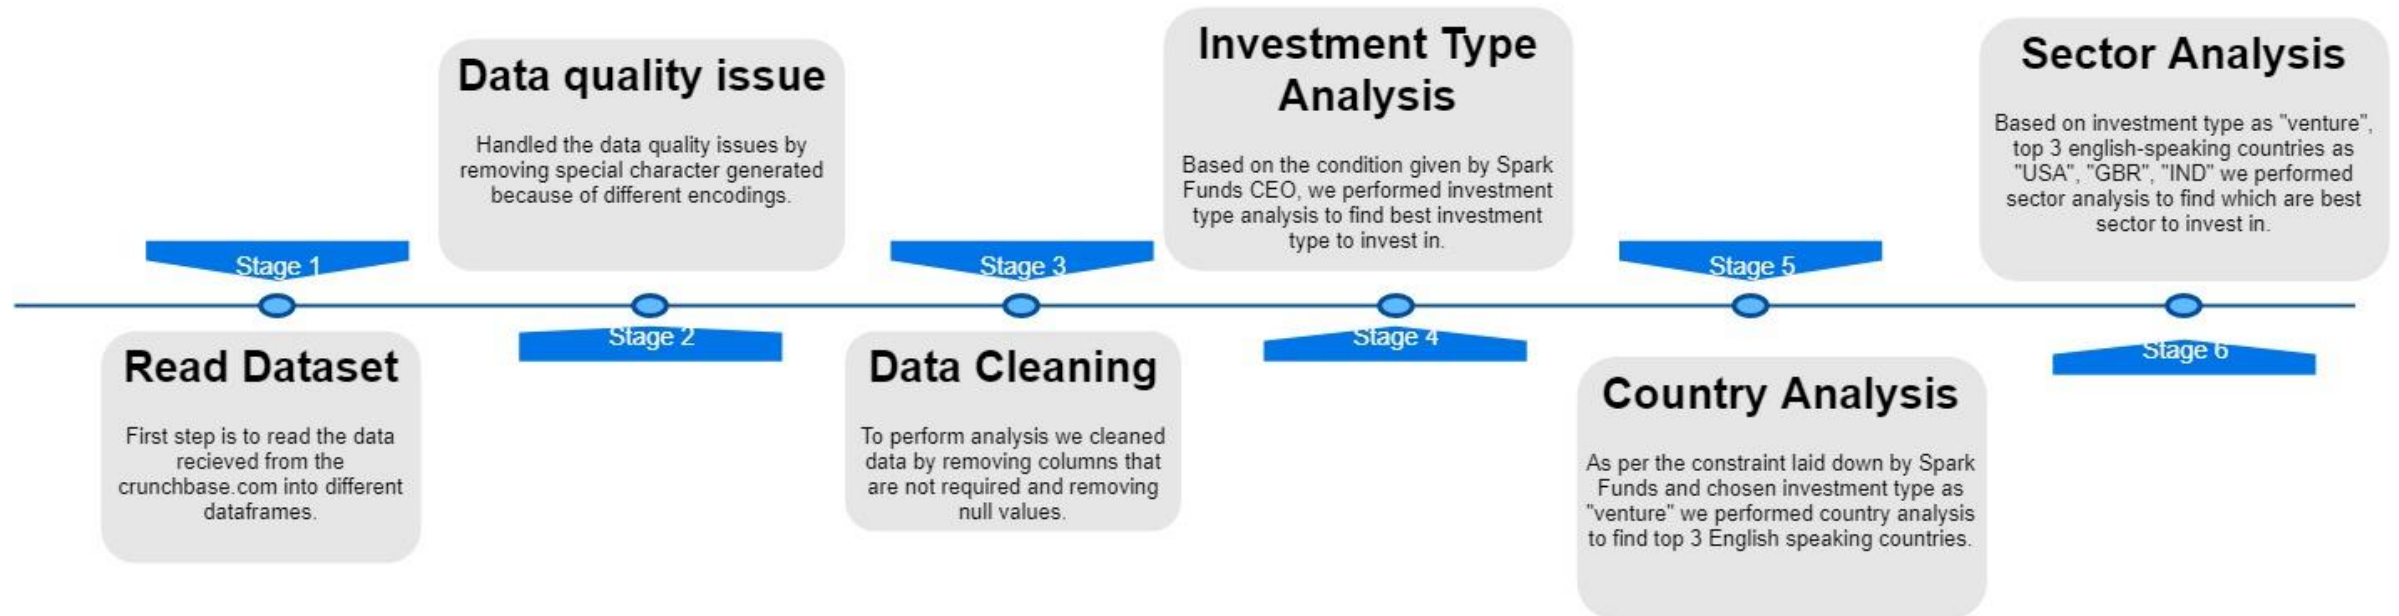 Stage 1
Read Dataset
First step is to read the data
recieved from the
crunchbase.com into different
dataframes.
Data quality issue
Handled the data quality issues by
removing special character generated
because of different encodings.
Stage 2
Stage 3
Data Cleaning
To perform analysis we cleaned
data by removing columns that
are not required and removing
null values.
Investment Type
Analysis
Based on the condition given by Spark
Funds CEO, we performed investment
type analysis to find best investment
type to invest in.
Stage 4
Stage 5
Country Analysis
As per the constraint laid down by Spark
Funds and chosen investment type as
"venture" we performed country analysis
to find top 3 English speaking countries.
Sector Analysis
Based on investment type as "venture",
top 3 english-speaking countries as
"USA", "GBR", "IND" we performed
sector analysis to find which are best
sector to invest in.
Stage 6